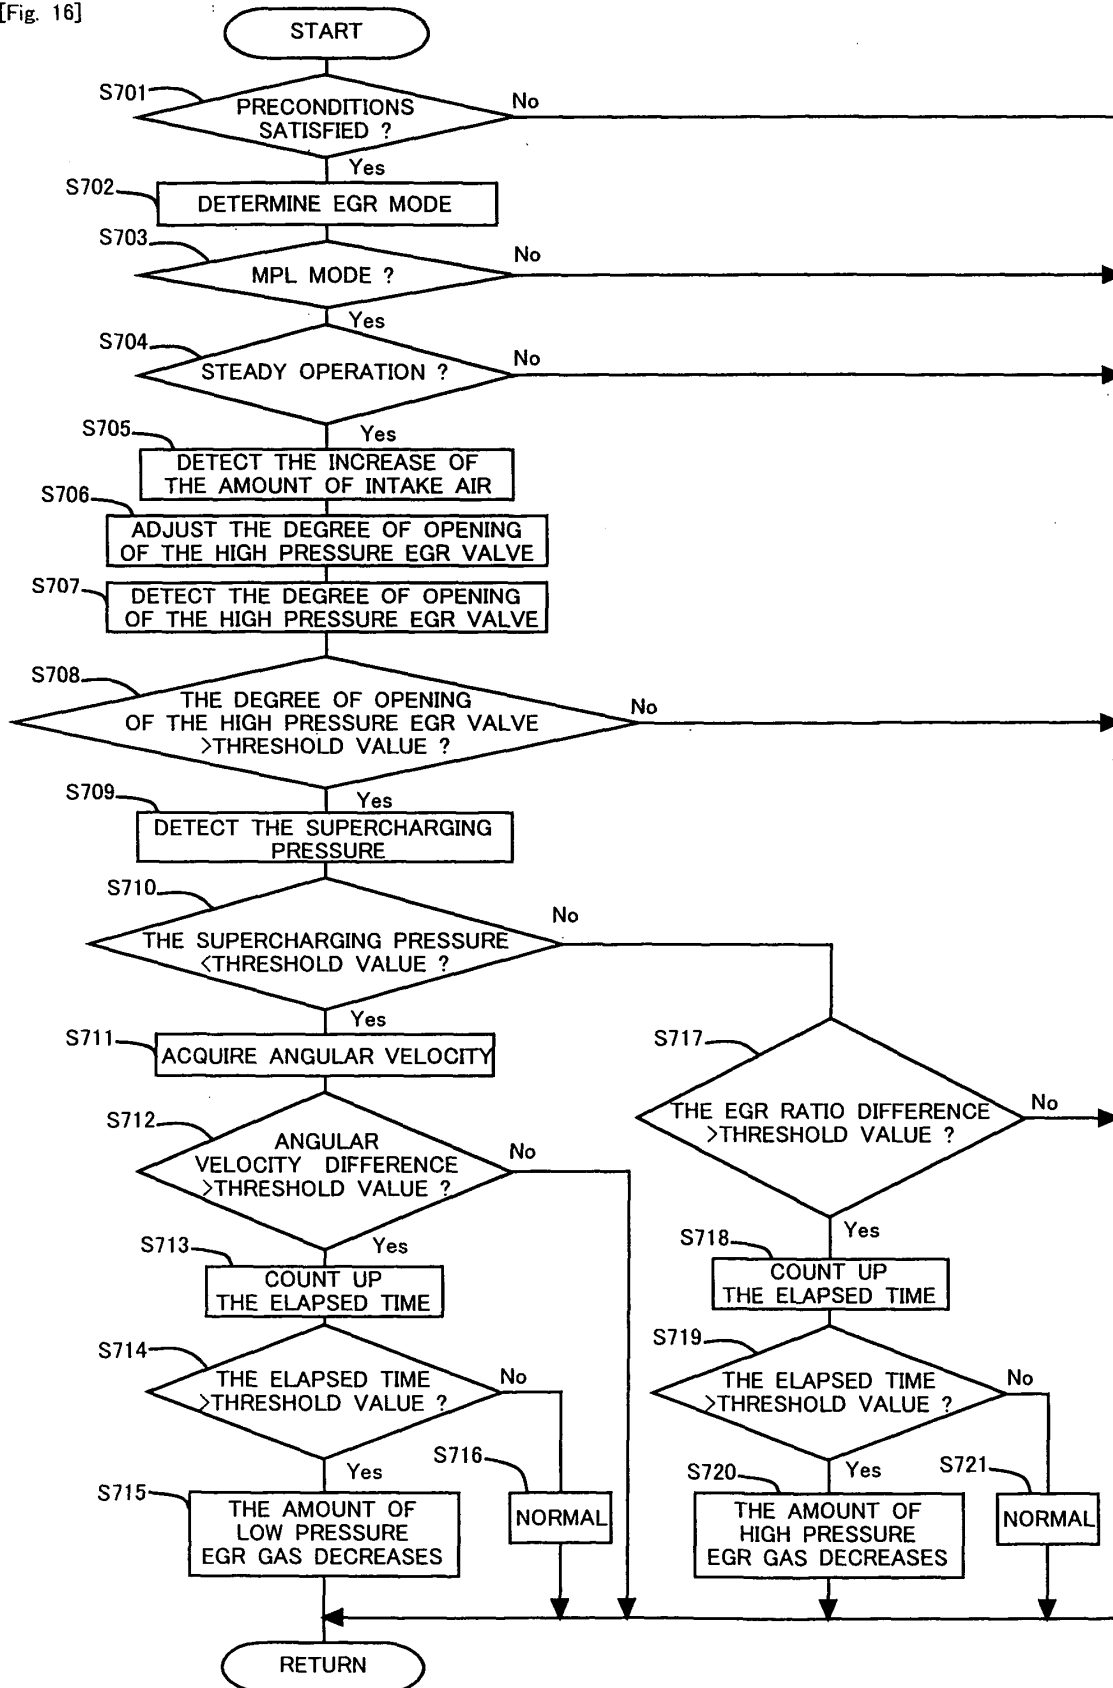 [Fig. 16]
START
S701
PRECONDITIONS
SATISFIED ?
No
Yes
S702
DETERMINE EGR MODE
S703
MPL MODE ?
No
Yes
S704
STEADY OPERATION ?
No
Yes
S705
DETECT THE INCREASE OF
THE AMOUNT OF INTAKE AIR
S706
ADJUST THE DEGREE OF OPENING
OF THE HIGH PRESSURE EGR VALVE
S707
DETECT THE DEGREE OF OPENING
OF THE HIGH PRESSURE EGR VALVE
S708
THE DEGREE OF OPENING
OF THE HIGH PRESSURE EGR VALVE
>THRESHOLD VALUE ?
No
Yes
S709
DETECT THE SUPERCHARGING
PRESSURE
S710
THE SUPERCHARGING PRESSURE
<THRESHOLD VALUE ?
No
Yes
S711
ACQUIRE ANGULAR VELOCITY
S712
ANGULAR
VELOCITY DIFFERENCE
>THRESHOLD VALUE ?
No
Yes
S713
COUNT UP
THE ELAPSED TIME
S714
THE ELAPSED TIME
>THRESHOLD VALUE ?
No
Yes
S715
THE AMOUNT OF
LOW PRESSURE
EGR GAS DECREASES
S716
NORMAL
S717
THE EGR RATIO DIFFERENCE
>THRESHOLD VALUE ?
No
Yes
S718
COUNT UP
THE ELAPSED TIME
S719
THE ELAPSED TIME
>THRESHOLD VALUE ?
No
Yes
S720
THE AMOUNT OF
HIGH PRESSURE
EGR GAS DECREASES
S721
NORMAL
RETURN